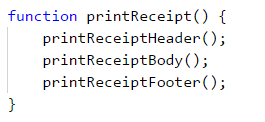 function printReceipt() {
    printReceiptHeader();
    printReceiptBody();
    printReceiptFooter();
}